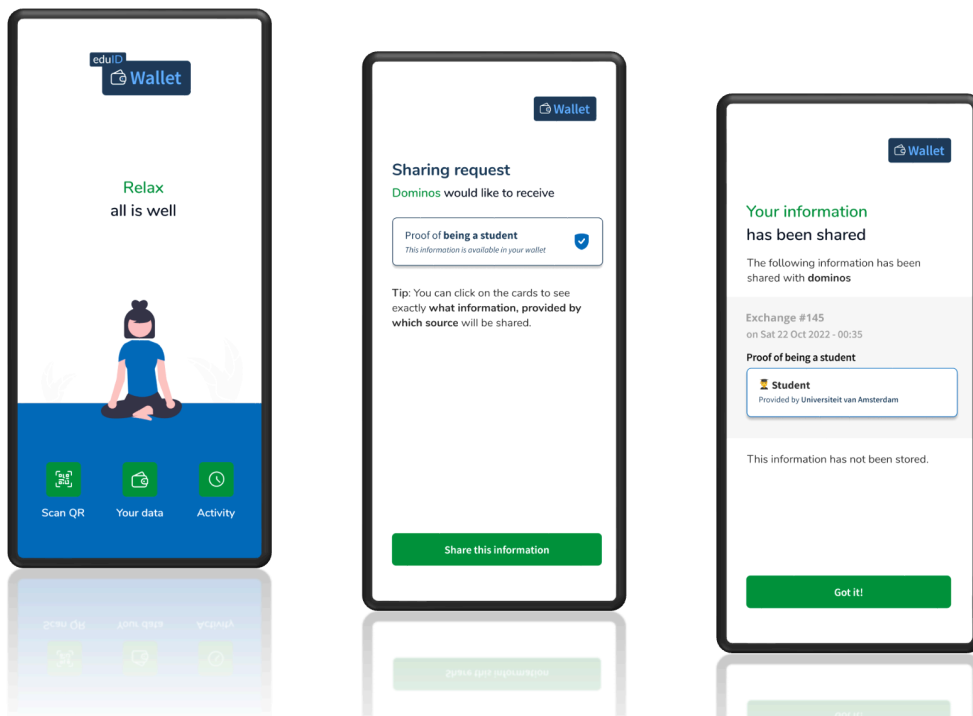 eduID
Wallet
Relax
all is well
Scan QR
Your data
Activity
Wallet
Sharing request
Dominos would like to receive
Proof of being a student
This information is available in your wallet
Tip: You can click on the cards to see
exactly what information, provided by
which source will be shared.
Share this information
Wallet
Your information
has been shared
The following information has been
shared with dominos
Exchange #145
on Sat 22 Oct 2022 - 00:35
Proof of being a student
Student
Provided by Universiteit van Amsterdam
This information has not been stored.
Got it!